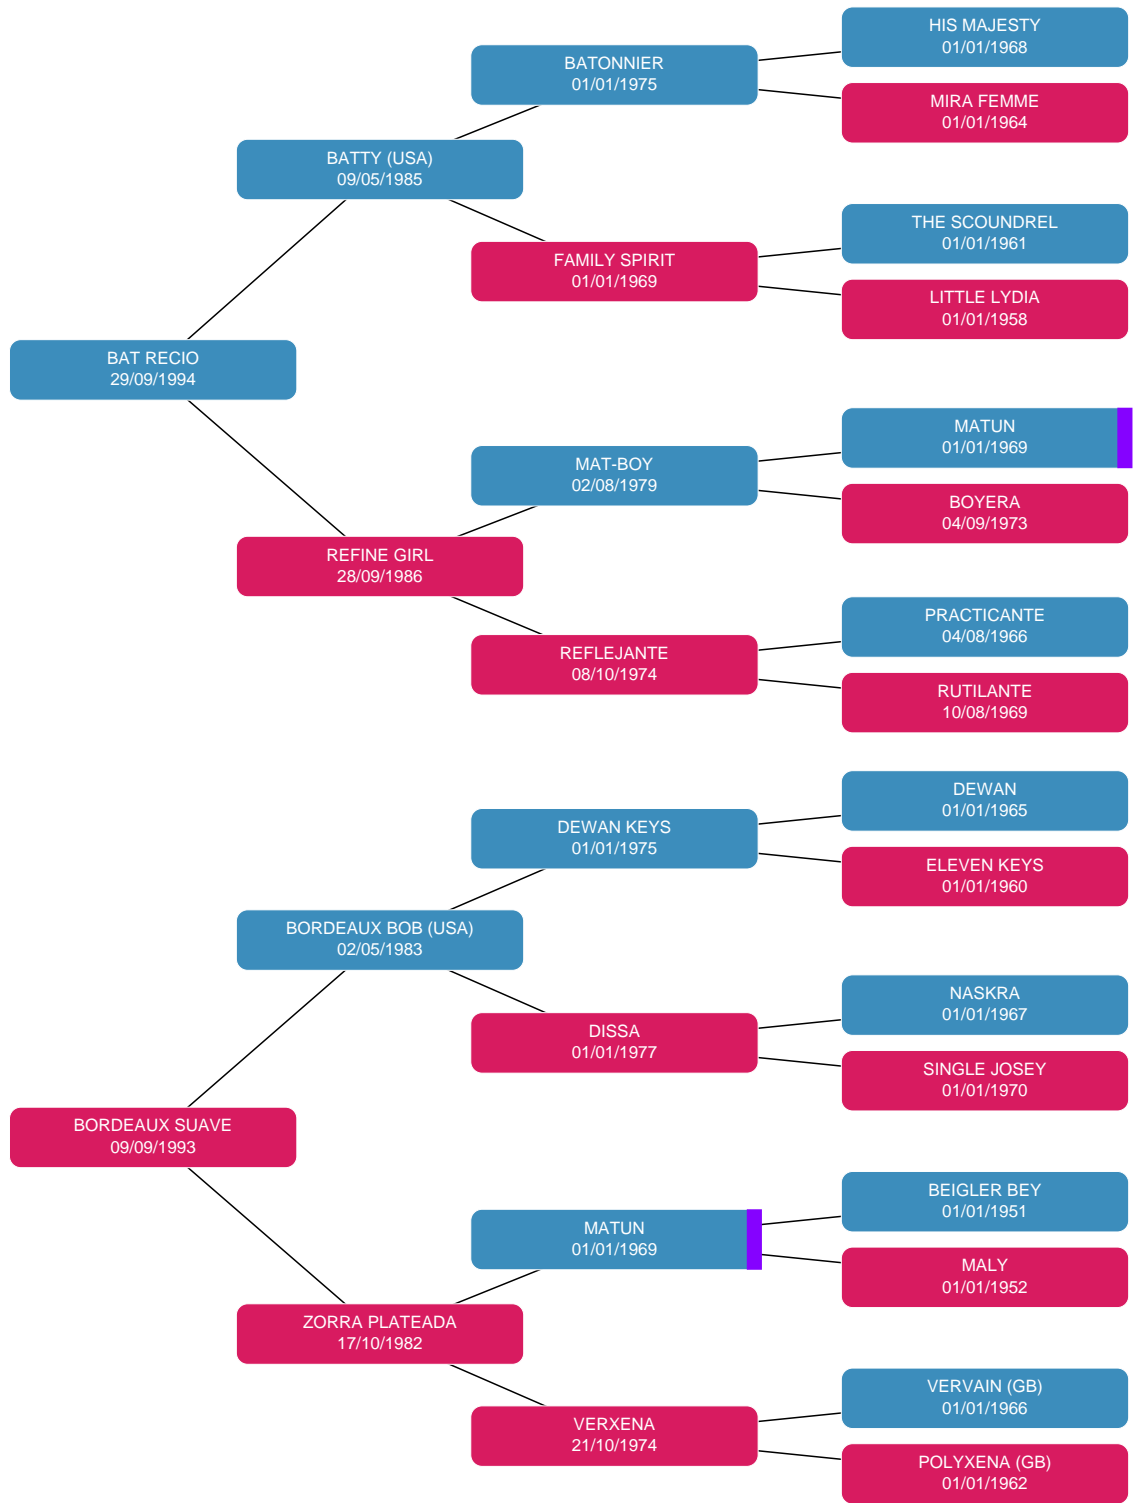 HIS MAJESTY
01/01/1968
BATONNIER
01/01/1975
MIRA FEMME
01/01/1964
BATTY (USA)
09/05/1985
THE SCOUNDREL
01/01/1961
FAMILY SPIRIT
01/01/1969
LITTLE LYDIA
01/01/1958
BAT RECIO
29/09/1994
MATUN
01/01/1969
MAT-BOY
02/08/1979
BOYERA
04/09/1973
REFINE GIRL
28/09/1986
PRACTICANTE
04/08/1966
REFLEJANTE
08/10/1974
RUTILANTE
10/08/1969
DEWAN
01/01/1965
DEWAN KEYS
01/01/1975
ELEVEN KEYS
01/01/1960
BORDEAUX BOB (USA)
02/05/1983
NASKRA
01/01/1967
DISSA
01/01/1977
SINGLE JOSEY
01/01/1970
BORDEAUX SUAVE
09/09/1993
BEIGLER BEY
01/01/1951
MATUN
01/01/1969
MALY
01/01/1952
ZORRA PLATEADA
17/10/1982
VERVAIN (GB)
01/01/1966
VERXENA
21/10/1974
POLYXENA (GB)
01/01/1962